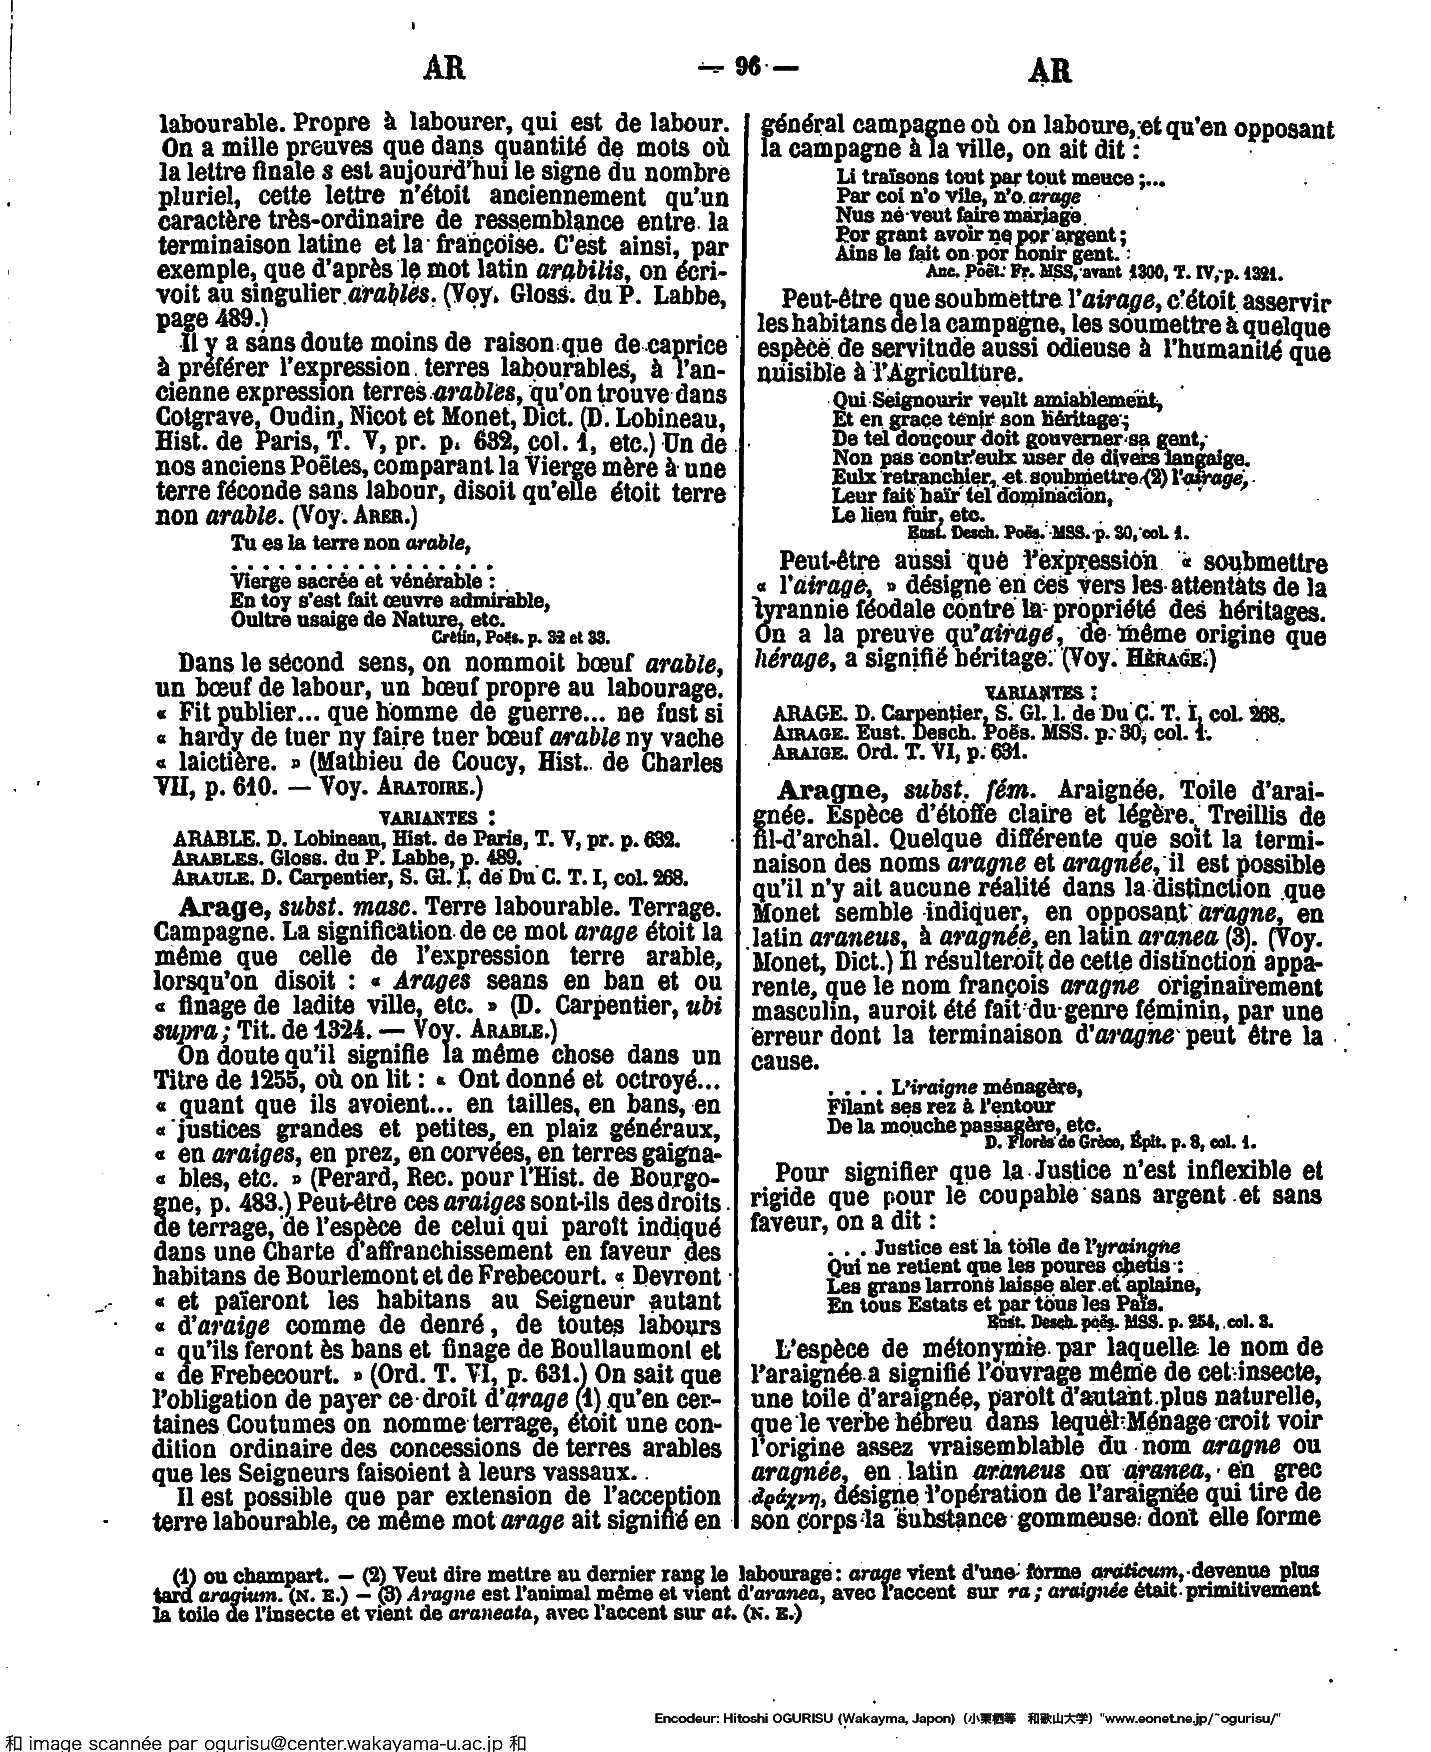 AR
— 96 —
AR
labourable. Propre à labourer, qui est de labour.
On a mille preuves que dans quantité de mots où
la lettre finale s est aujourd'hui le signe du nombre
pluriel, cette lettre n'étoit anciennement qu'un
caractère très-ordinaire de ressemblance entre la
terminaison latine et la françoise. C'est ainsi, par
exemple, que d'après le mot latin arabilis, on écri-
voit au singulier arables. (Voy. Gloss. du P. Labbe,
page 489.)
Il y a sans doute moins de raison que de caprice
à préférer l'expression terres labourables, à l'an-
cienne expression terres arables, qu'on trouve dans
Cotgrave, Oudin, Nicot et Monet, Dict. (D. Lobineau,
Hist. de Paris, T. V, pr. p. 632, col. 1, etc.) Un de
nos anciens Poëtes, comparant la Vierge mère à une
terre féconde sans labour, disoit qu'elle étoit terre
non arable. (Voy. ARER.)
Tu es la terre non arable,
. . . . . . . . . . . . . . . .
Vierge sacrée et vénérable :
En toy s'est fait œuvre admirable,
Oultre usaige de Nature, etc.
Crétin, Poës. p. 32 et 33.
Dans le sécond sens, on nommoit bœuf arable,
un bœuf de labour, un bœuf propre au labourage.
« Fit publier... que homme de guerre... ne fust si
« hardy de tuer ny faire tuer bœuf arable ny vache
« laictière. » (Mathieu de Coucy, Hist. de Charles
VII, p. 610. — Voy. ARATOIRE.)
VARIANTES :
ARABLE. D. Lobineau, Hist. de Paris, T. V, pr. p. 632.
ARABLES. Gloss. du P. Labbe, p. 489.
ARAULE. D. Carpentier, S. Gl. l. de Du C. T. I, col. 268.
Arage, subst. masc. Terre labourable. Terrage.
Campagne. La signification de ce mot arage étoit la
même que celle de l'expression terre arable,
lorsqu'on disoit : « Arages seans en ban et ou
« finage de ladite ville, etc. » (D. Carpentier, ubi
supra; Tit. de 1324. — Voy. ARABLE.)
On doute qu'il signifie la même chose dans un
Titre de 1255, où on lit : « Ont donné et octroyé...
« quant que ils avoient... en tailles, en bans, en
« justices grandes et petites, en plaiz généraux,
« en araiges, en prez, en corvées, en terres gaigna-
« bles, etc. » (Perard, Rec. pour l'Hist. de Bourgo-
gne, p. 483.) Peut-être ces araiges sont-ils des droits
de terrage, de l'espèce de celui qui paroît indiqué
dans une Charte d'affranchissement en faveur des
habitans de Bourlemont et de Frebecourt. « Devront
« et païeront les habitans au Seigneur autant
« d'araige comme de denré, de toutes labours
« qu'ils feront ès bans et finage de Boullaumont et
« de Frebecourt. » (Ord. T. VI, p. 631.) On sait que
l'obligation de payer ce droit d'arage (1) qu'en cer-
taines Coutumes on nomme terrage, étoit une con-
dition ordinaire des concessions de terres arables
que les Seigneurs faisoient à leurs vassaux.
Il est possible que par extension de l'acception
terre labourable, ce même mot arage ait signifié en
général campagne où on laboure, et qu'en opposant
la campagne à la ville, on ait dit :
Li traïsons tout par tout meuce ;...
Par coi n'o vile, n'o arage
Nus ne veut faire mariage
Por grant avoir ne por argent ;
Ains le fait on por honir gent.
Anc. Poët. Fr. MSS, avant 1300, T. IV, p. 1321.
Peut-être que soubmettre l'airage, c'étoit asservir
les habitans de la campagne, les soumettre à quelque
espèce de servitude aussi odieuse à l'humanité que
nuisible à l'Agriculture.
Qui Seignourir veult amiablement,
Et en grace tenir son héritage ;
De tel douçour doit gouverner sa gent,
Non pas contr'eulx user de divers langaige.
Eulx retranchier, et soubmettre (2) l'airage,
Leur fait haïr tel dominacion,
Le lieu fuir, etc.
Eust. Desch. Poës. MSS. p. 30, col. 1.
Peut-être aussi que l'expression « soubmettre
« l'airage, » désigne en ces vers les attentats de la
tyrannie féodale contre la propriété des héritages.
On a la preuve qu'airage, de même origine que
hérage, a signifié héritage. (Voy. HÉRAGE.)
VARIANTES :
ARAGE. D. Carpentier, S. Gl. l. de Du C. T. I, col. 268.
AIRAGE. Eust. Desch. Poës. MSS. p. 30, col. 1.
ARAIGE. Ord. T. VI, p. 631.
Aragne, subst. fém. Araignée. Toile d'arai-
gnée. Espèce d'étoffe claire et légère. Treillis de
fil-d'archal. Quelque différente que soit la termi-
naison des noms aragne et aragnée, il est possible
qu'il n'y ait aucune réalité dans la distinction que
Monet semble indiquer, en opposant aragne, en
latin araneus, à aragnée, en latin aranea (3). (Voy.
Monet, Dict.) Il résulteroit de cette distinction appa-
rente, que le nom françois aragne originairement
masculin, auroit été fait du genre féminin, par une
erreur dont la terminaison d'aragne peut être la
cause.
. . . . L'iraigne ménagère,
Filant ses rez à l'entour
De la mouche passagère, etc.
D. Florès de Grèce, Épit. p. 8, col. 1.
Pour signifier que la Justice n'est inflexible et
rigide que pour le coupable sans argent et sans
faveur, on a dit :
. . . Justice est la toile de l'yrainghe
Qui ne retient que les poures chetis :
Les grans larrons laisse aler et aplaine,
En tous Estats et par tous les Païs.
Eust. Desch. poës. MSS. p. 254, col. 3.
L'espèce de métonymie par laquelle le nom de
l'araignée a signifié l'ouvrage même de cet insecte,
une toile d'araignée, paroît d'autant plus naturelle,
que le verbe hébreu dans lequel Ménage croit voir
l'origine assez vraisemblable du nom aragne ou
aragnée, en latin araneus ou aranea, en grec
ἀράχνη, désigne l'opération de l'araignée qui tire de
son corps la substance gommeuse dont elle forme
(1) ou champart. — (2) Veut dire mettre au dernier rang le labourage : arage vient d'une forme araticum, devenue plus
tard aragium. (N. E.) — (3) Aragne est l'animal même et vient d'aranea, avec l'accent sur ra ; araignée était primitivement
la toile de l'insecte et vient de araneata, avec l'accent sur at. (N. E.)
Encodeur: Hitoshi OGURISU (Wakayma, Japon) (小栗栖等 和歌山大学) "www.eonet.ne.jp/~ogurisu/"
和 image scannée par ogurisu@center.wakayama-u.ac.jp 和